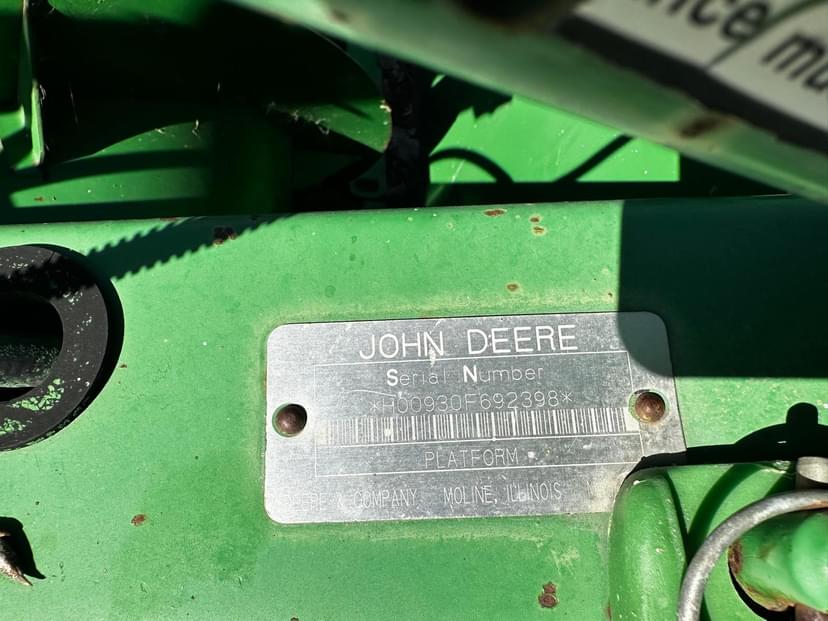 JOHN DEERE
Serial Number
*H00930F692398*
PLATFORM
& COMPANY MOLINE, ILLINOIS